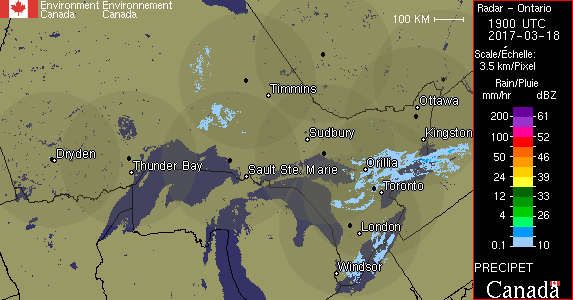 Environment Environnement
Canada Canada
100 KM
Timmins
Ottawa
Sudbury
Kingston
Dryden
Thunder Bay
Sault Ste. Marie
Orillia
Toronto
London
Windsor
Radar - Ontario
1900 UTC
2017-03-18
Scale/Échelle:
3.5 km/Pixel
Rain/Pluie
mm/hr dBZ
200 61
100 52
50 46
24 39
12 33
4 26
0.1 10
PRECIPET
Canada